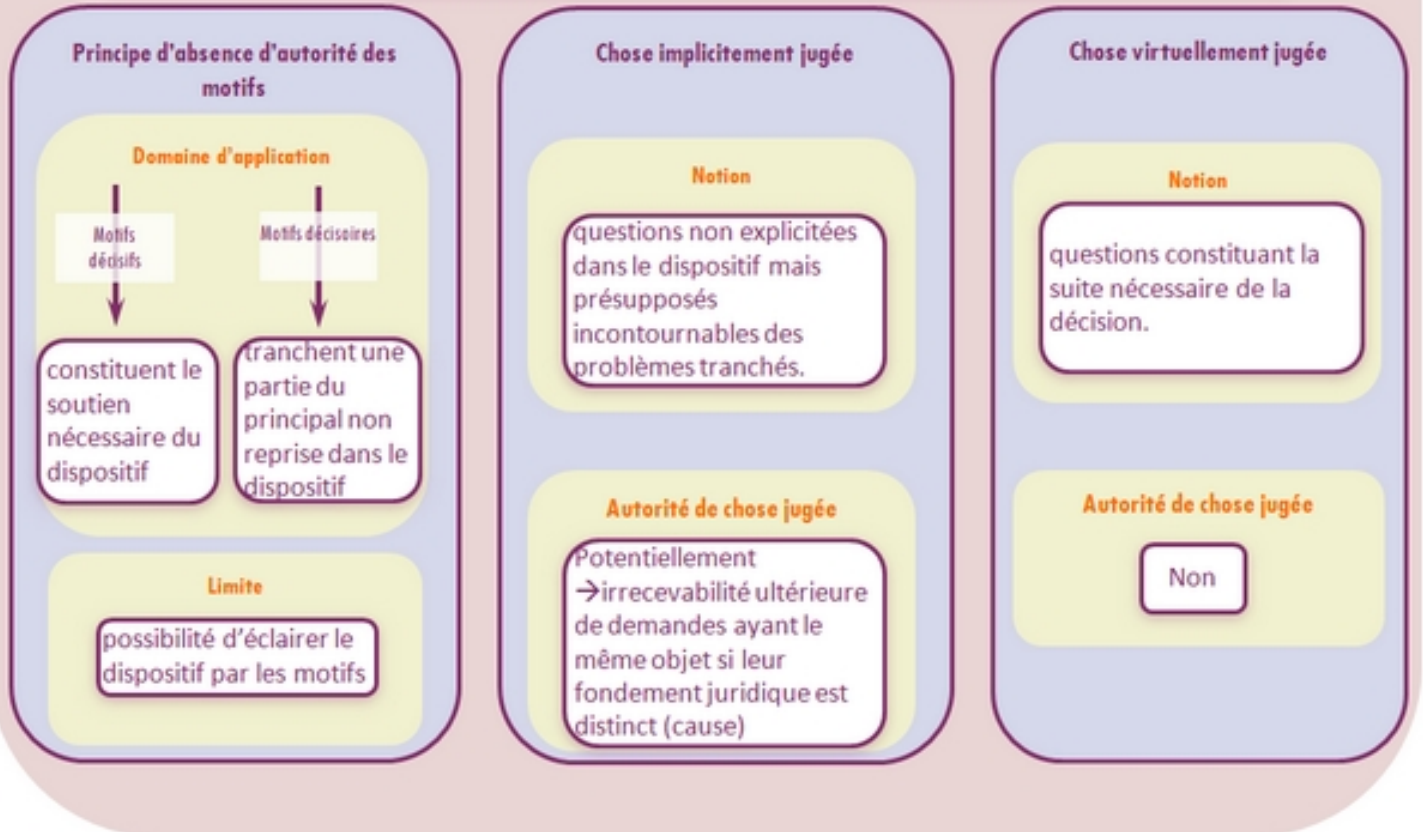 Principe d'absence d'autorité des
motifs
Domaine d'application
Motifs
décisifs
Motifs décisoires
constituent le
soutien
nécessaire du
dispositif
tranchent une
partie du
principal non
reprise dans le
dispositif
Limite
possibilité d'éclairer le
dispositif par les motifs
Chose implicitement jugée
Notion
questions non explicitées
dans le dispositif mais
présupposés
incontournables des
problèmes tranchés.
Autorité de chose jugée
Potentiellement
→irrecevabilité ultérieure
de demandes ayant le
même objet si leur
fondement juridique est
distinct (cause)
Chose virtuellement jugée
Notion
questions constituant la
suite nécessaire de la
décision.
Autorité de chose jugée
Non